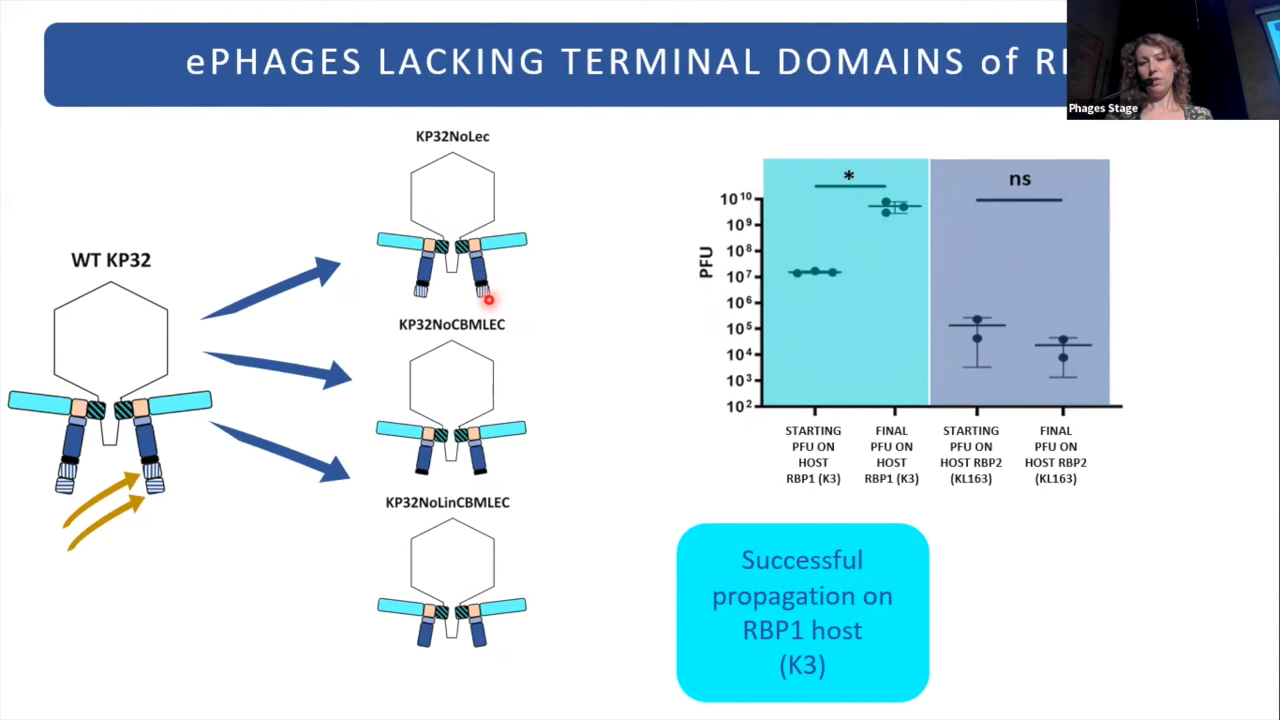 ePHAGES LACKING TERMINAL DOMAINS of
Phages Stage
KP32NoLec
WT KP32
KP32NoCBMLEC
KP32NoLinCBMLEC
*
ns
PFU
10^10
10^9
10^8
10^7
10^6
10^5
10^4
10^3
10^2
STARTING
PFU ON
HOST
RBP1 (K3)
FINAL
PFU ON
HOST
RBP1 (K3)
STARTING
PFU ON
HOST RBP2
(KL163)
FINAL
PFU ON
HOST RBP2
(KL163)
Successful
propagation on
RBP1 host
(K3)